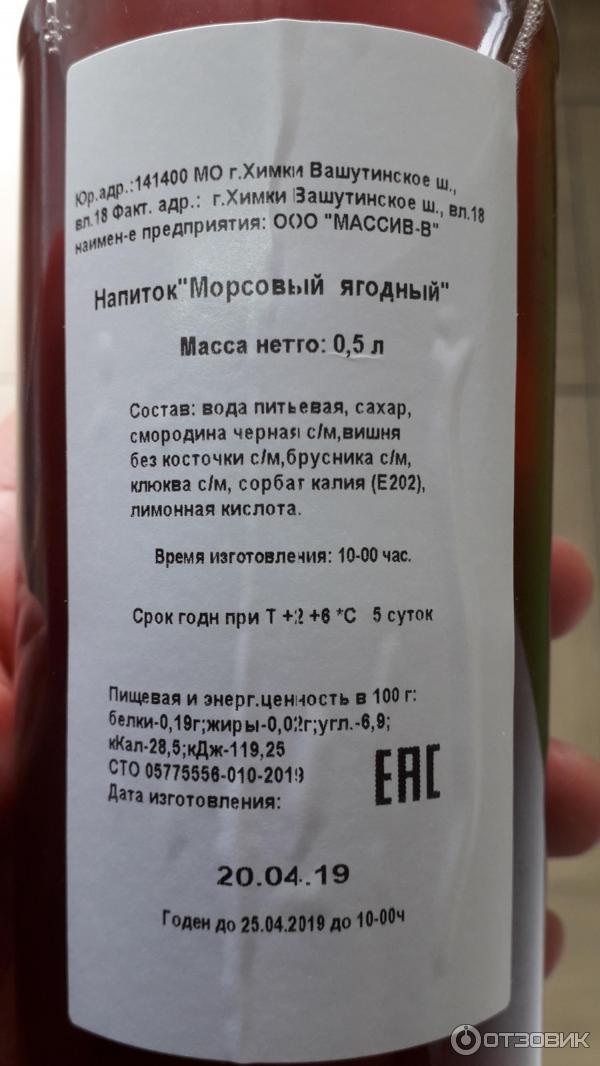 Юр.адр.:141400 МО г.Химки Вашутинское ш.,
вл.18 Факт. адр.: г.Химки Вашутинское ш., вл.18
наимен-е предприятия: ООО "МАССИВ-В"
Напиток"Морсовый ягодный"
Масса нетто: 0,5 л
Состав: вода питьевая, сахар,
смородина черная с/м,вишня
без косточки с/м,брусника с/м,
клюква с/м, сорбат калия (Е202),
лимонная кислота.
Время изготовления: 10-00 час.
Срок годн при Т +2 +6 *С 5 суток
Пищевая и энерг.ценность в 100 г:
белки-0,19г;жиры-0,02г;угл.-6,9;
кКал-28,5;кДж-119,25
СТО 05775556-010-2019
Дата изготовления:
ЕАС
20.04.19
Годен до 25.04.2019 до 10-00ч
ОТЗОВИК